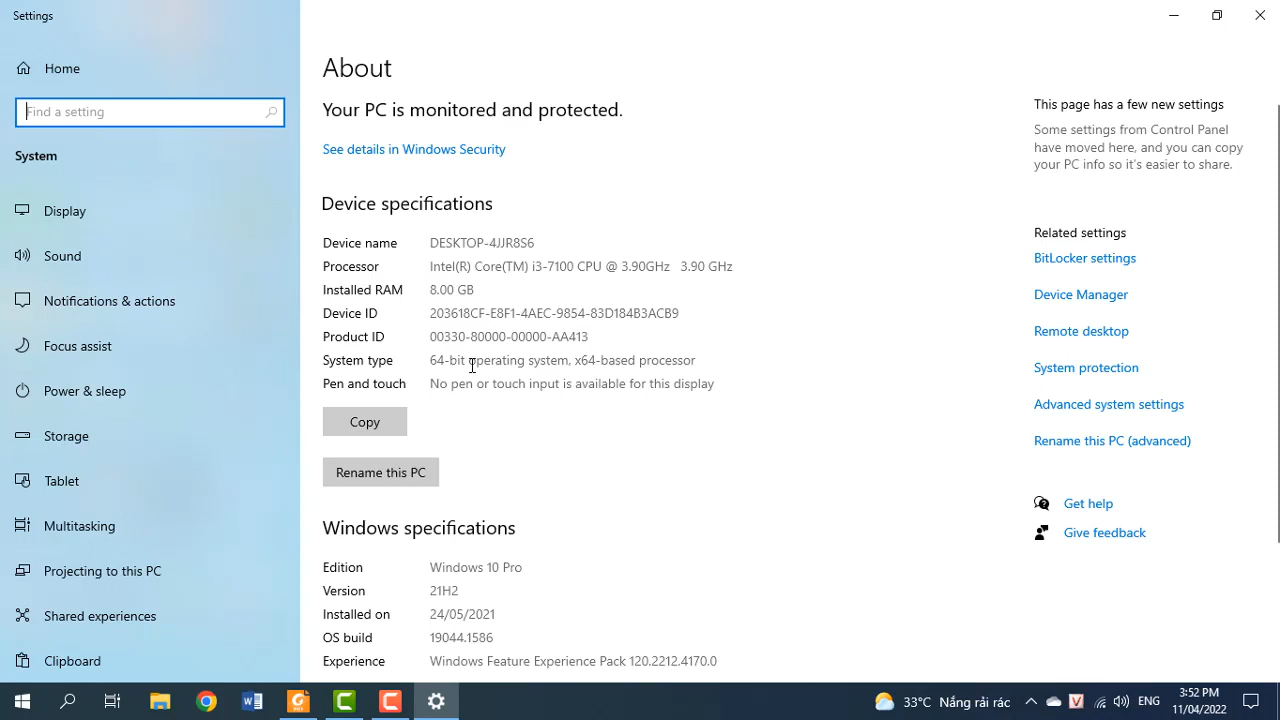 Settings
Home
Find a setting
System
Display
Sound
Notifications & actions
Focus assist
Power & sleep
Storage
Tablet
Multitasking
Projecting to this PC
Shared experiences
Clipboard
About
Your PC is monitored and protected.
See details in Windows Security
Device specifications
Device name DESKTOP-4JJR8S6
Processor Intel(R) Core(TM) i3-7100 CPU @ 3.90GHz 3.90 GHz
Installed RAM 8.00 GB
Device ID 203618CF-E8F1-4AEC-9854-83D184B3ACB9
Product ID 00330-80000-00000-AA413
System type 64-bit operating system, x64-based processor
Pen and touch No pen or touch input is available for this display
Copy
Rename this PC
Windows specifications
Edition Windows 10 Pro
Version 21H2
Installed on 24/05/2021
OS build 19044.1586
Experience Windows Feature Experience Pack 120.2212.4170.0
This page has a few new settings
Some settings from Control Panel
have moved here, and you can copy
your PC info so it's easier to share.
Related settings
BitLocker settings
Device Manager
Remote desktop
System protection
Advanced system settings
Rename this PC (advanced)
Get help
Give feedback
33°C Nắng rải rác
ENG
3:52 PM
11/04/2022